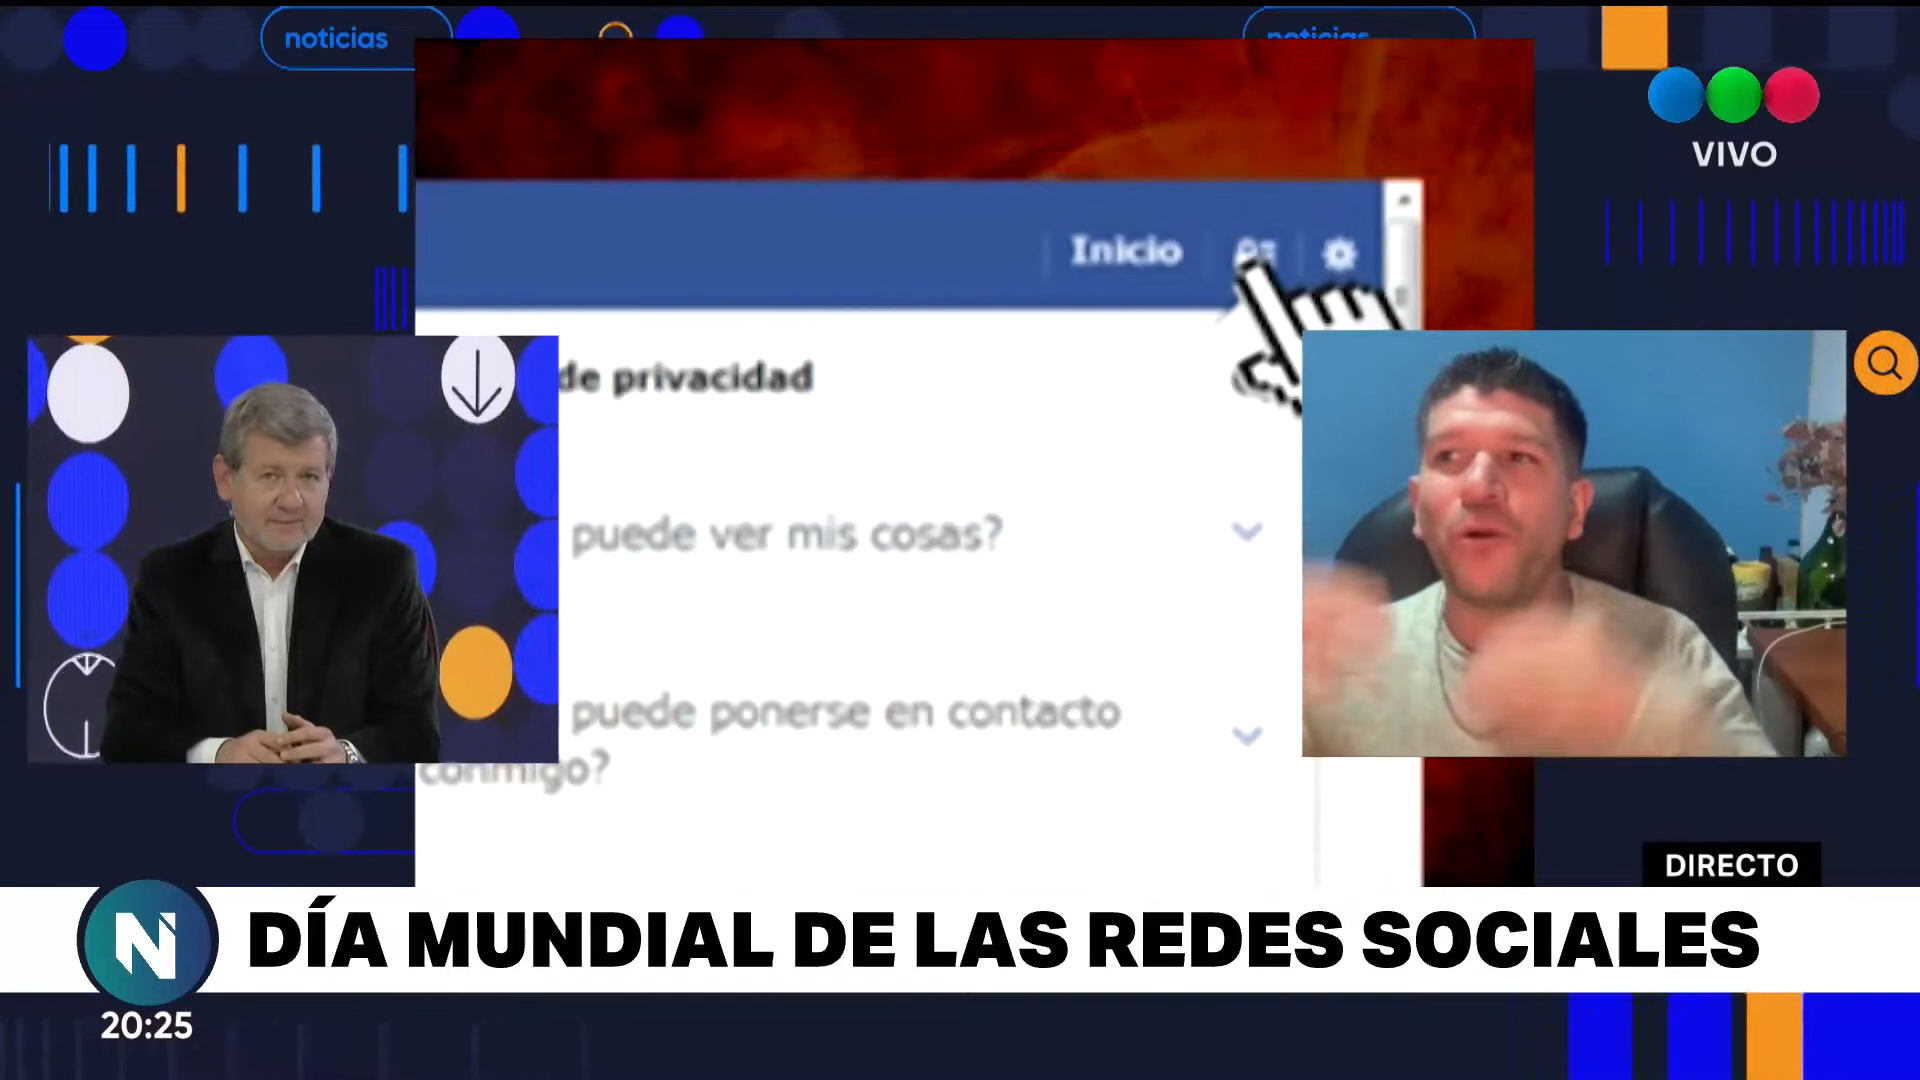 noticias
noticias
VIVO
Inicio
de privacidad
puede ver mis cosas?
puede ponerse en contacto
conmigo?
DIRECTO
N
DÍA MUNDIAL DE LAS REDES SOCIALES
20:25